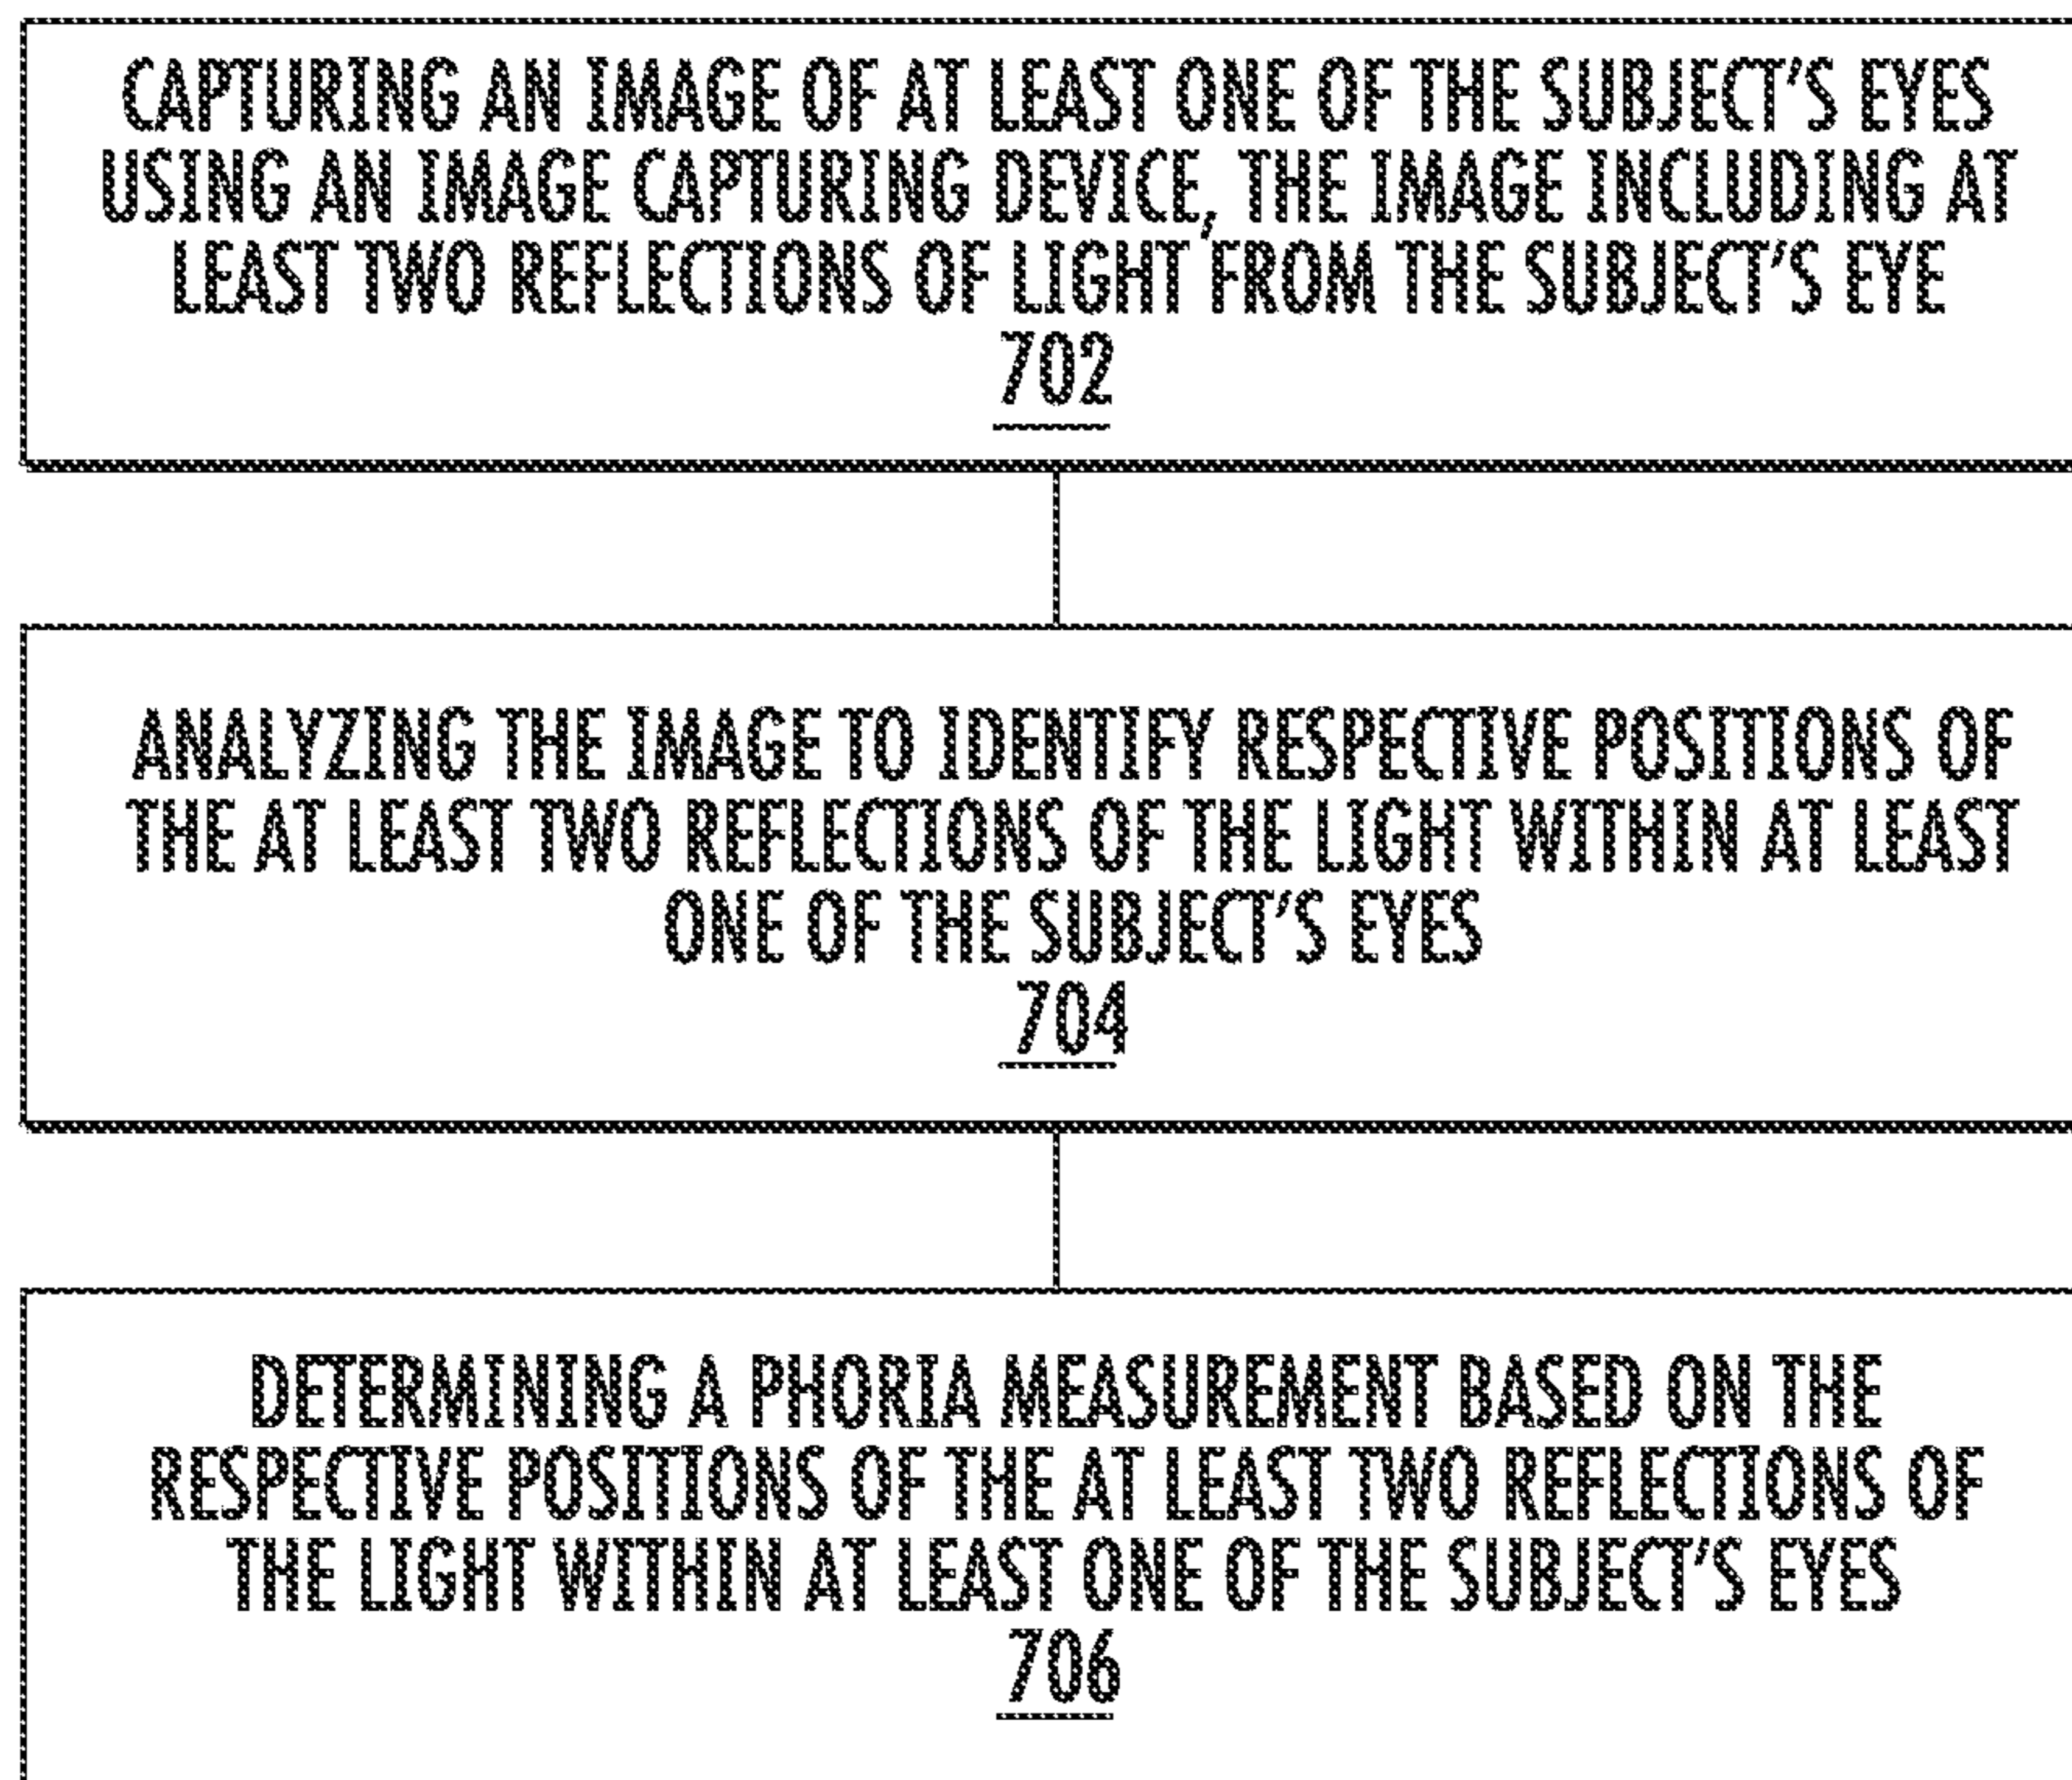 CAPTURING AN IMAGE OF AT LEAST ONE OF THE SUBJECT'S EYES
USING AN IMAGE CAPTURING DEVICE, THE IMAGE INCLUDING AT
LEAST TWO REFLECTIONS OF LIGHT FROM THE SUBJECT'S EYE
702
ANALYZING THE IMAGE TO IDENTIFY RESPECTIVE POSITIONS OF
THE AT LEAST TWO REFLECTIONS OF THE LIGHT WITHIN AT LEAST
ONE OF THE SUBJECT'S EYES
704
DETERMINING A PHORIA MEASUREMENT BASED ON THE
RESPECTIVE POSITIONS OF THE AT LEAST TWO REFLECTIONS OF
THE LIGHT WITHIN AT LEAST ONE OF THE SUBJECT'S EYES
706